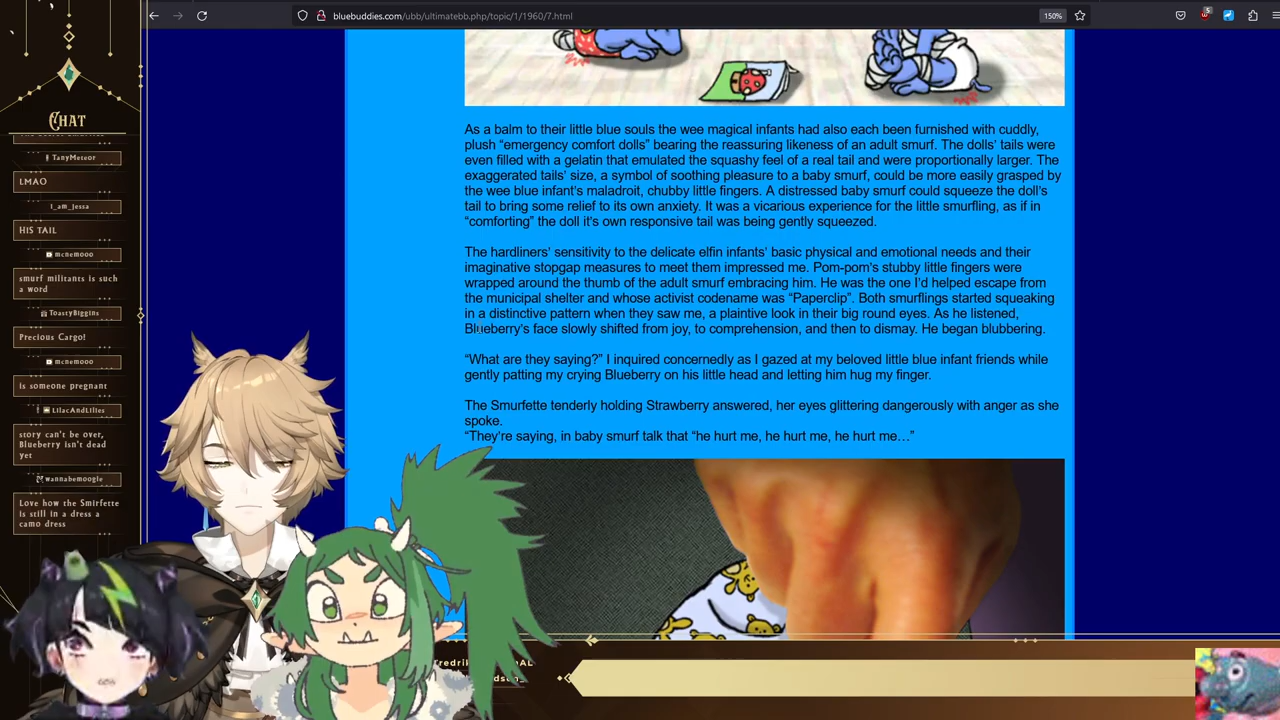 bluebuddies.com/ubb/ultimatebb.php/topic/1/1960/7.html
150%
5
CHAT
TanyMeteor
LMAO
I_am_Jessa
HIS TAIL
mcnemooo
smurf militants is such
a word
ToastyBiggins
Precious Cargo!
mcnemooo
is someone pregnant
LilacAndLilies
story can't be over,
Blueberry isn't dead
yet
wannabemoogle
Love how the Smirfette
is still in a dress a
camo dress
As a balm to their little blue souls the wee magical infants had also each been furnished with cuddly,
plush “emergency comfort dolls” bearing the reassuring likeness of an adult smurf. The dolls' tails were
even filled with a gelatin that emulated the squashy feel of a real tail and were proportionally larger. The
exaggerated tails' size, a symbol of soothing pleasure to a baby smurf, could be more easily grasped by
the wee blue infant's maladroit, chubby little fingers. A distressed baby smurf could squeeze the doll's
tail to bring some relief to its own anxiety. It was a vicarious experience for the little smurfling, as if in
“comforting” the doll it's own responsive tail was being gently squeezed.
The hardliners' sensitivity to the delicate elfin infants' basic physical and emotional needs and their
imaginative stopgap measures to meet them impressed me. Pom-pom's stubby little fingers were
wrapped around the thumb of the adult smurf embracing him. He was the one I'd helped escape from
the municipal shelter and whose activist codename was “Paperclip”. Both smurflings started squeaking
in a distinctive pattern when they saw me, a plaintive look in their big round eyes. As he listened,
Blueberry's face slowly shifted from joy, to comprehension, and then to dismay. He began blubbering.
“What are they saying?” I inquired concernedly as I gazed at my beloved little blue infant friends while
gently patting my crying Blueberry on his little head and letting him hug my finger.
The Smurfette tenderly holding Strawberry answered, her eyes glittering dangerously with anger as she
spoke.
“They're saying, in baby smurf talk that “he hurt me, he hurt me, he hurt me…”